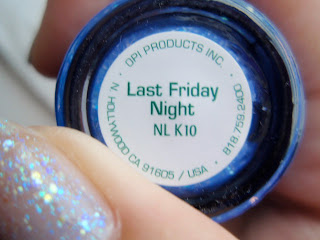 OPI PRODUCTS INC.
Last Friday
Night
NL K10
N. HOLLYWOOD CA 91605 / USA • 818.759.2400